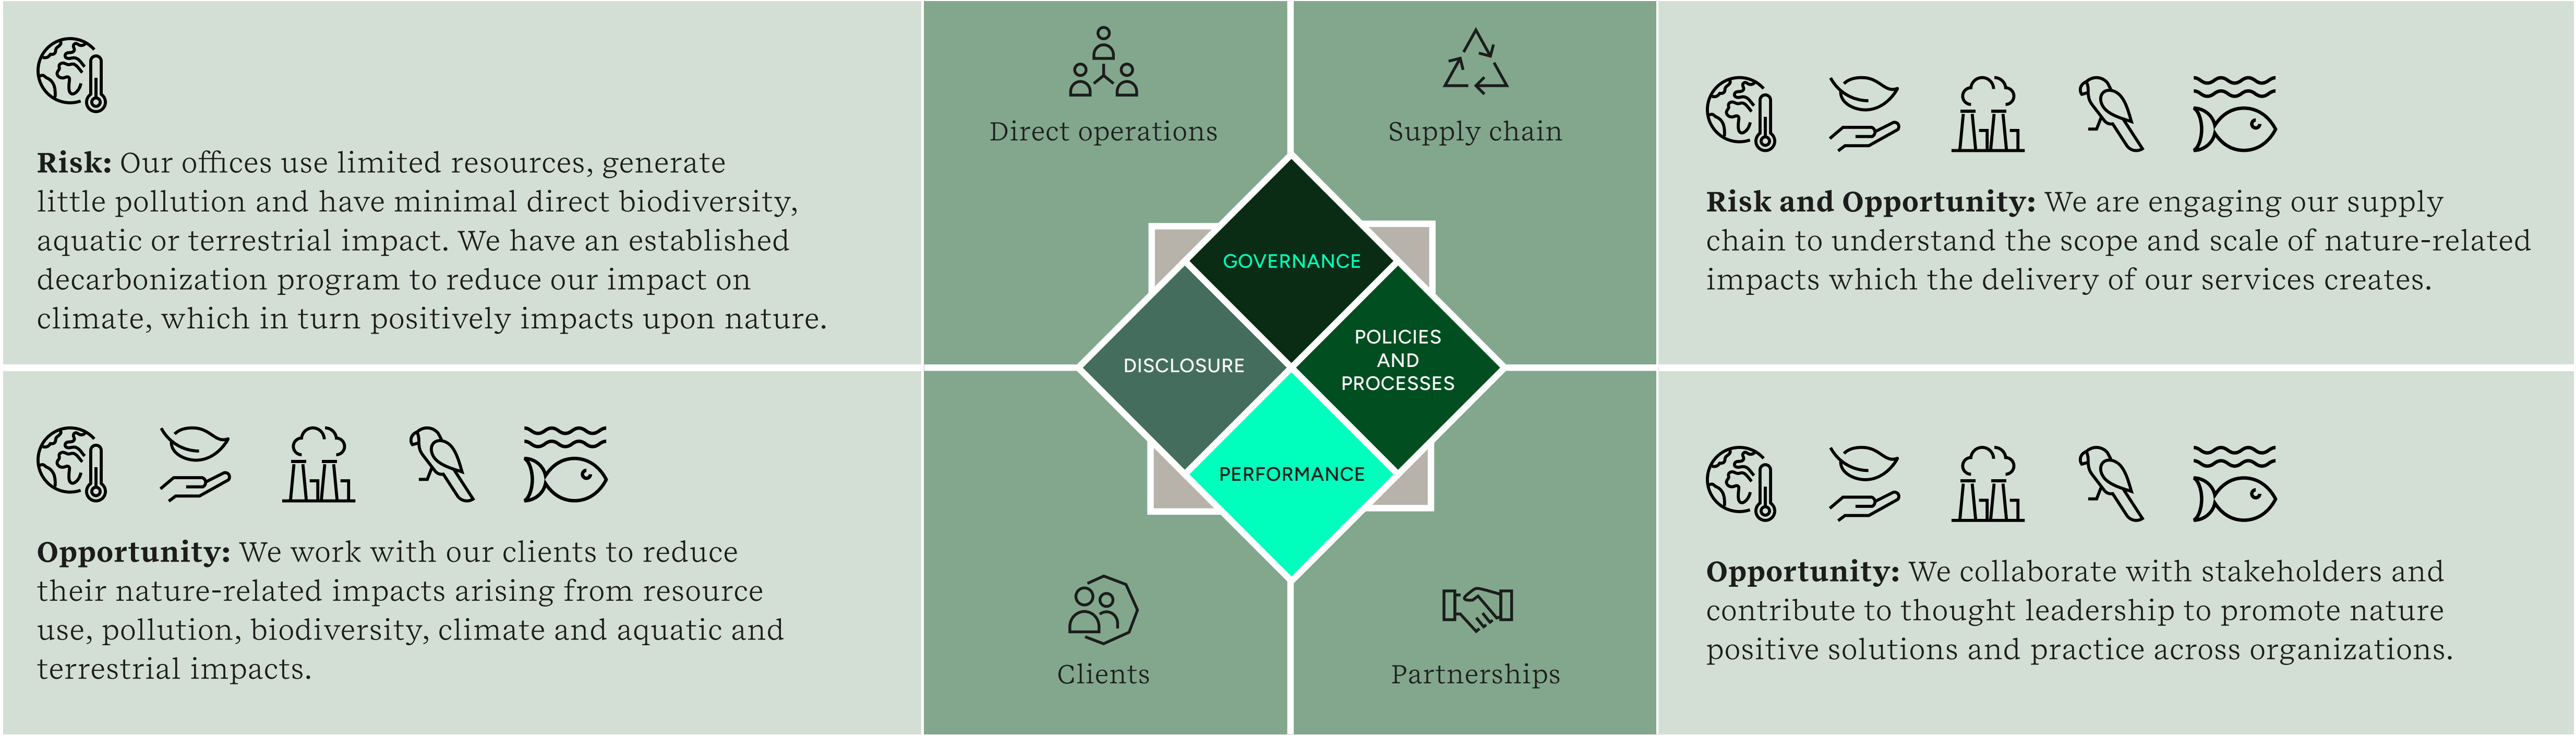 Risk: Our offices use limited resources, generate
little pollution and have minimal direct biodiversity,
aquatic or terrestrial impact. We have an established
decarbonization program to reduce our impact on
climate, which in turn positively impacts upon nature.
Direct operations
Supply chain
Risk and Opportunity: We are engaging our supply
chain to understand the scope and scale of nature-related
impacts which the delivery of our services creates.
GOVERNANCE
DISCLOSURE
POLICIES
AND
PROCESSES
PERFORMANCE
Opportunity: We work with our clients to reduce
their nature-related impacts arising from resource
use, pollution, biodiversity, climate and aquatic and
terrestrial impacts.
Clients
Partnerships
Opportunity: We collaborate with stakeholders and
contribute to thought leadership to promote nature
positive solutions and practice across organizations.